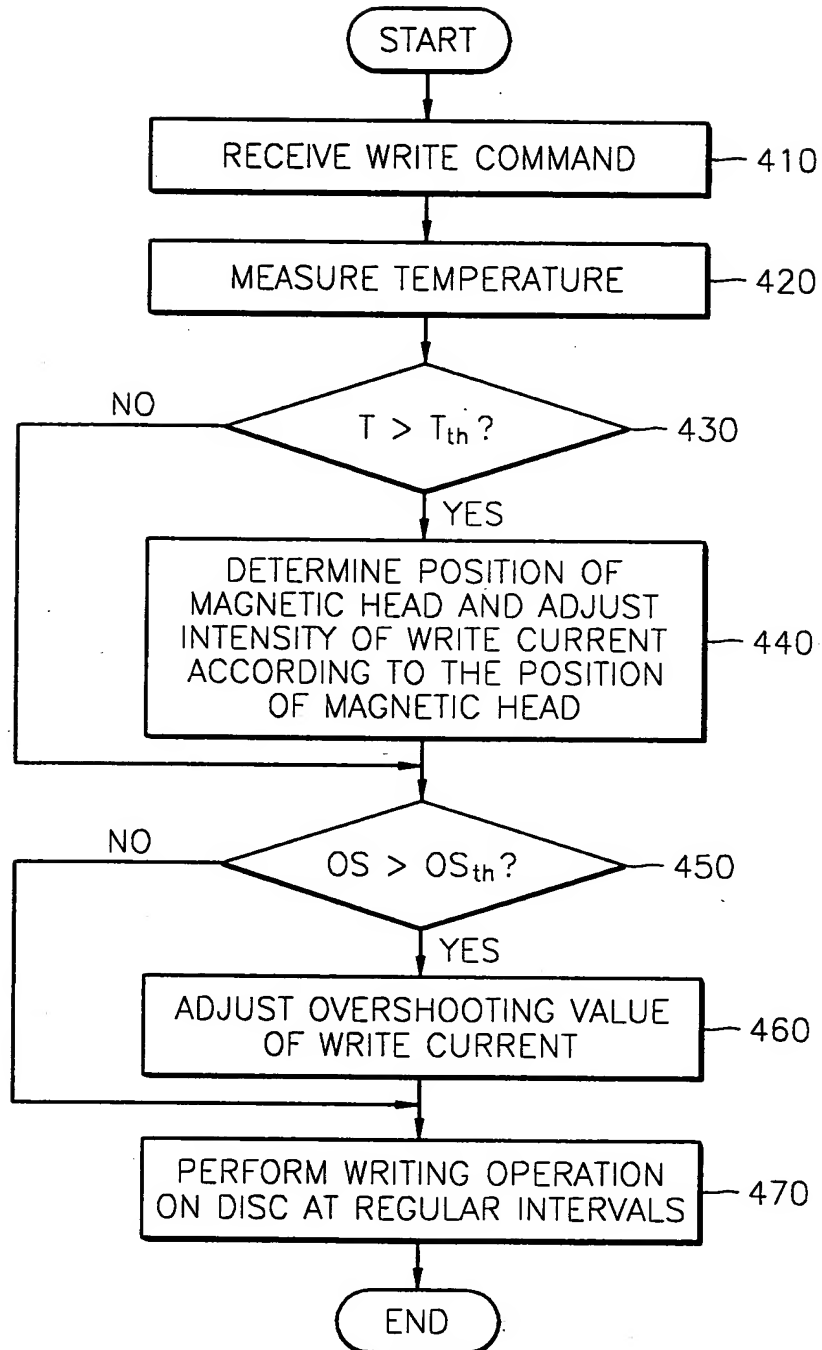 START
RECEIVE WRITE COMMAND
410
MEASURE TEMPERATURE
420
NO
T > Tth?
430
YES
DETERMINE POSITION OF
MAGNETIC HEAD AND ADJUST
INTENSITY OF WRITE CURRENT
ACCORDING TO THE POSITION
OF MAGNETIC HEAD
440
NO
OS > OSth?
450
YES
ADJUST OVERSHOOTING VALUE
OF WRITE CURRENT
460
PERFORM WRITING OPERATION
ON DISC AT REGULAR INTERVALS
470
END